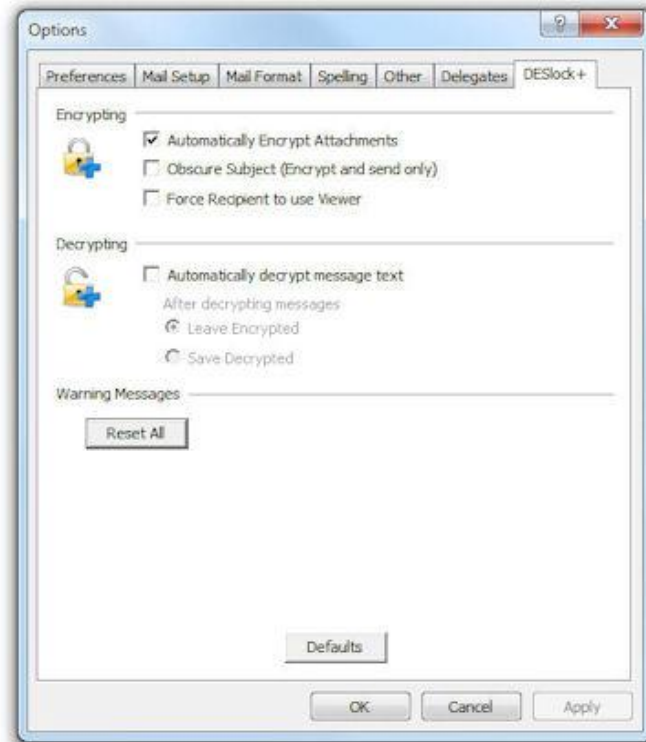 Options
Preferences Mail Setup Mail Format Spelling Other Delegates DESlock+
Encrypting
Automatically Encrypt Attachments
Obscure Subject (Encrypt and send only)
Force Recipient to use Viewer
Decrypting
Automatically decrypt message text
After decrypting messages
Leave Encrypted
Save Decrypted
Warning Messages
Reset All
Defaults
OK Cancel Apply